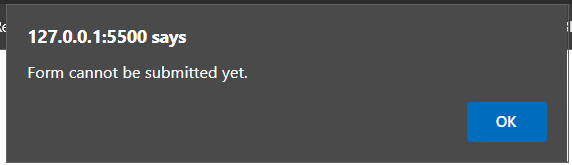 127.0.0.1:5500 says
Form cannot be submitted yet.
OK